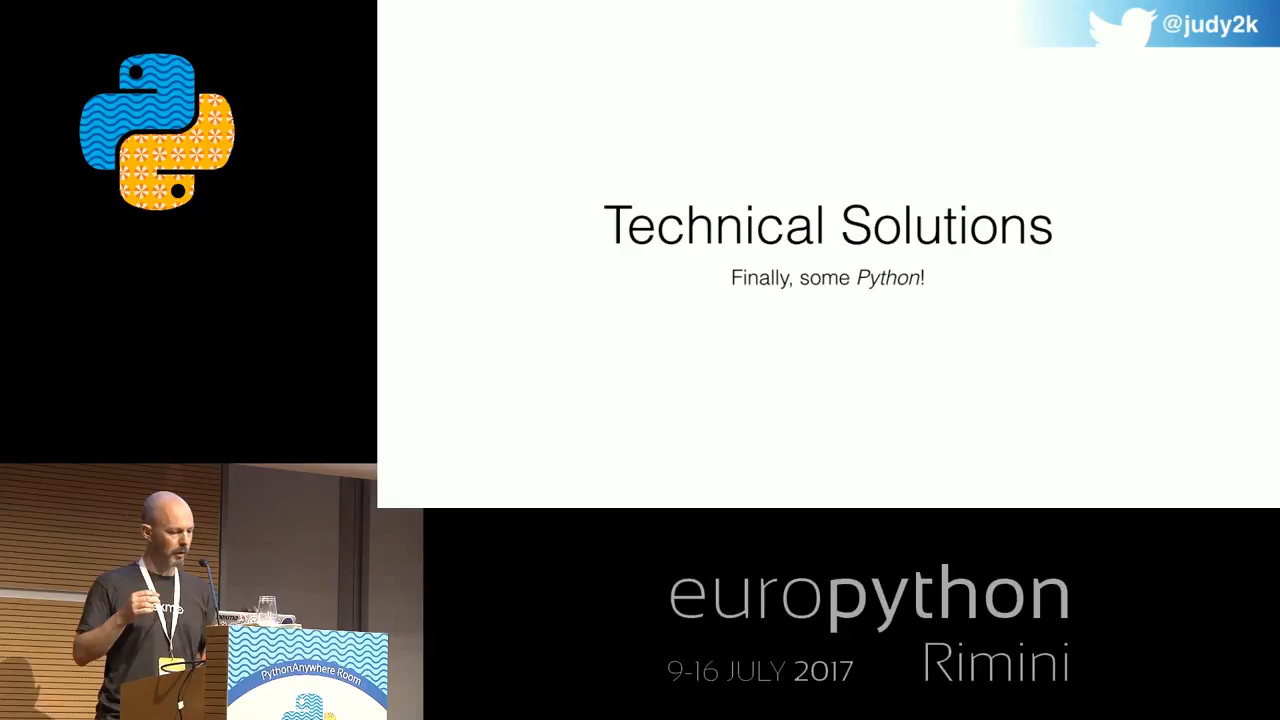 @judy2k
Technical Solutions
Finally, some Python!
PythonAnywhere Room
europython
9-16 JULY 2017
Rimini